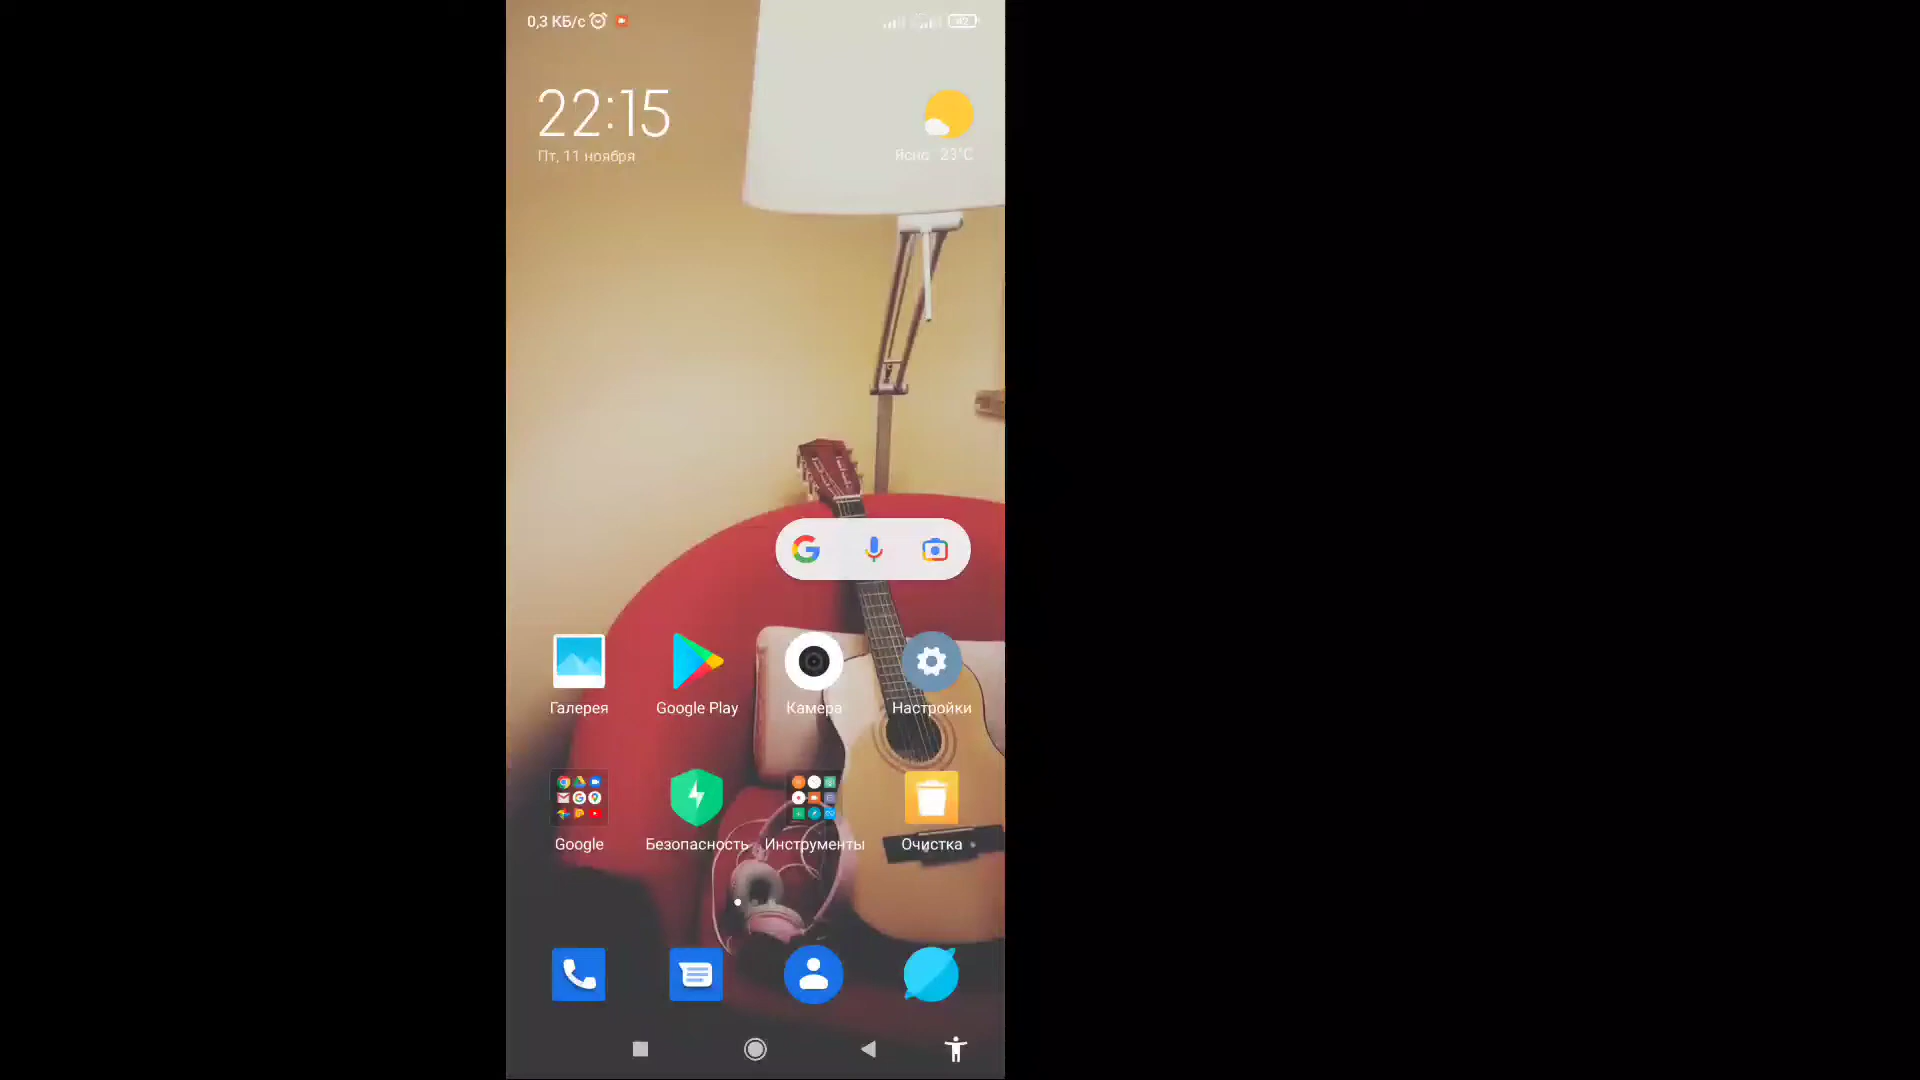 0,3 КБ/с
42
22:15
Пт, 11 ноября
Ясно 23°C
Галерея
Google Play
Камера
Настройки
Google
Безопасность
Инструменты
Очистка